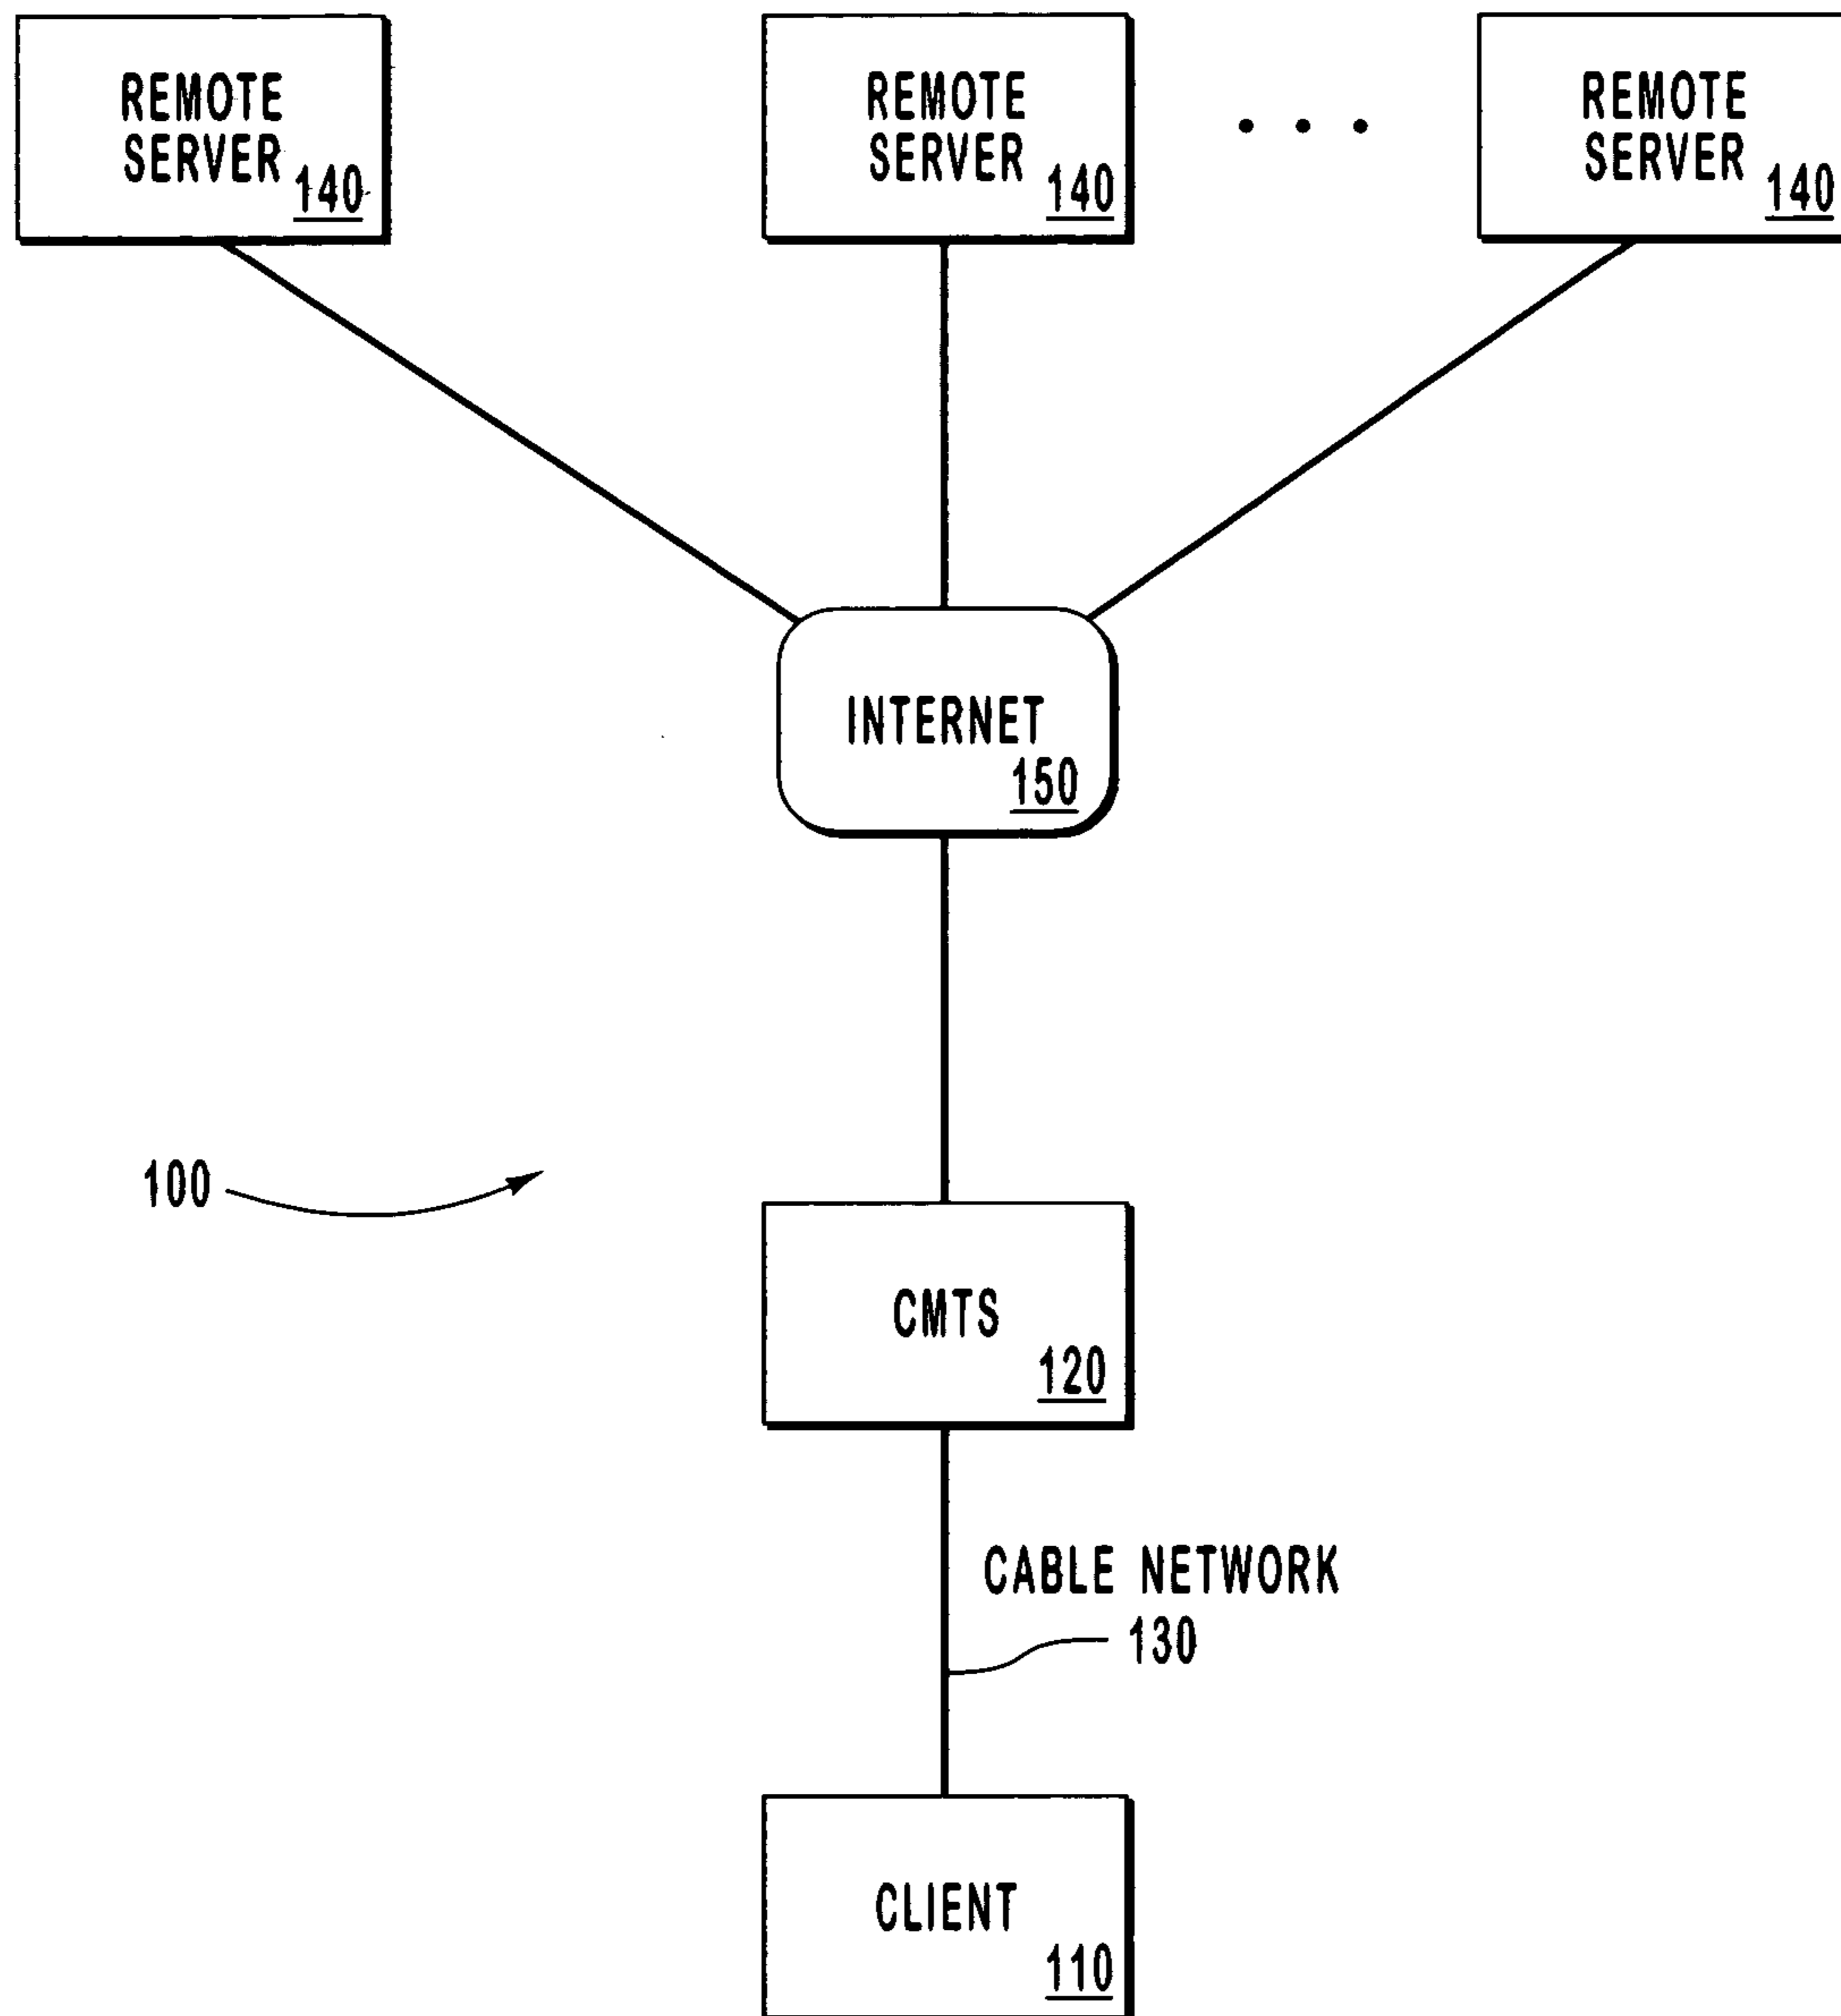 REMOTE
SERVER
140
REMOTE
SERVER
140
REMOTE
SERVER
140
INTERNET
150
100
CMTS
120
CABLE NETWORK
130
CLIENT
110